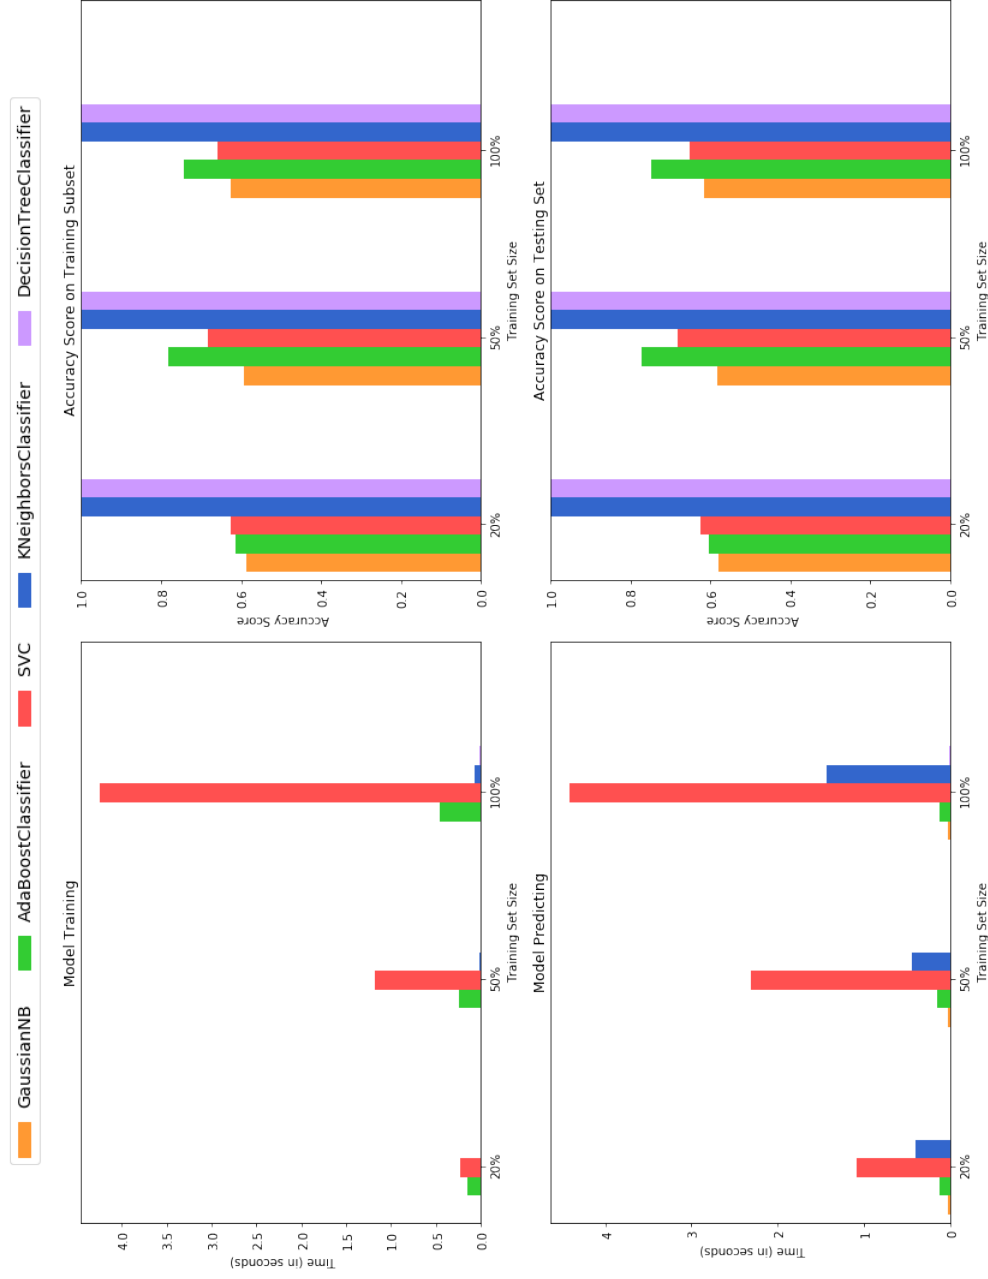 GaussianNB AdaBoostClassifier SVC KNeighborsClassifier DecisionTreeClassifier
Model Training
Time (in seconds)
4.0
3.5
3.0
2.5
2.0
1.5
1.0
0.5
0.0
20% 50% 100%
Training Set Size
Accuracy Score on Training Subset
Accuracy Score
1.0
0.8
0.6
0.4
0.2
0.0
20% 50% 100%
Training Set Size
Model Predicting
Time (in seconds)
4
3
2
1
0
20% 50% 100%
Training Set Size
Accuracy Score on Testing Set
Accuracy Score
1.0
0.8
0.6
0.4
0.2
0.0
20% 50% 100%
Training Set Size